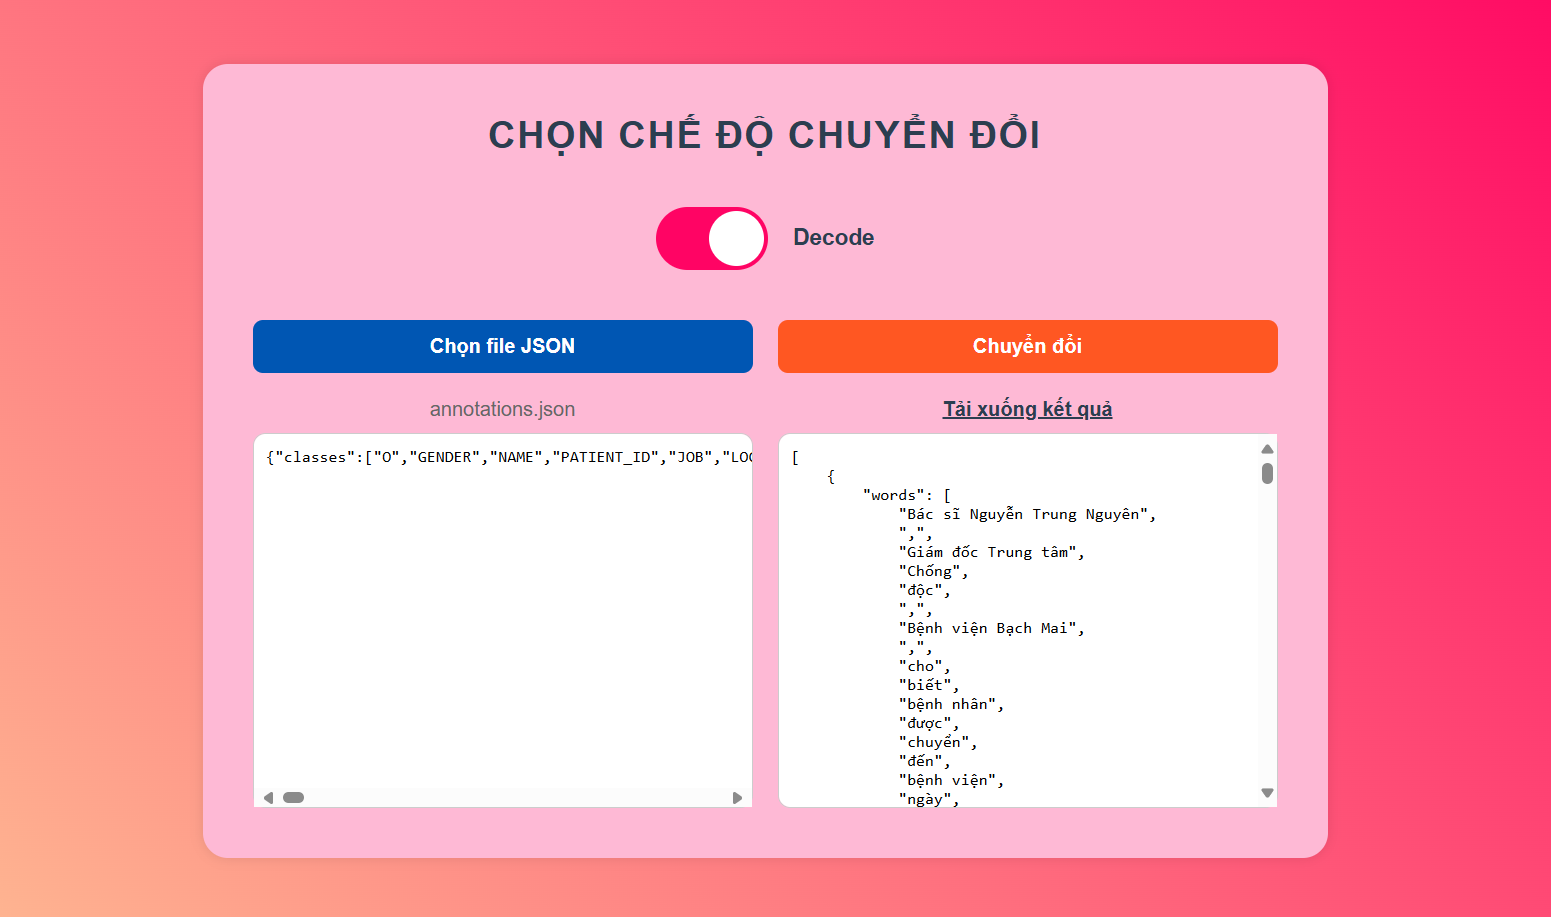 CHỌN CHẾ ĐỘ CHUYỂN ĐỔI
Decode
Chọn file JSON
Chuyển đổi
annotations.json
Tải xuống kết quả
{"classes":["O","GENDER","NAME","PATIENT_ID","JOB","LOC
[
    {
        "words": [
            "Bác sĩ Nguyễn Trung Nguyên",
            ",",
            "Giám đốc Trung tâm",
            "Chống",
            "độc",
            ",",
            "Bệnh viện Bạch Mai",
            ",",
            "cho",
            "biết",
            "bệnh nhân",
            "được",
            "chuyển",
            "đến",
            "bệnh viện",
            "ngày",